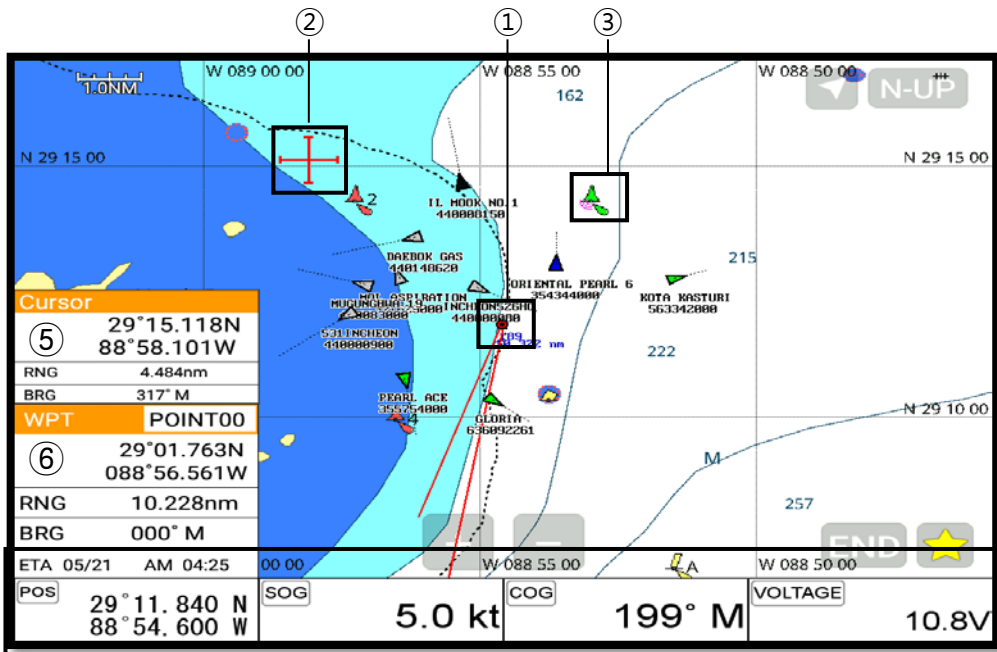 ② ① ③
W 089 00 00 W 088 55 00 W 088 50 00
1.0NM
162
N-UP
N 29 15 00 N 29 15 00
2
IL MOOK NO.1
440008150
DAEBOK GAS
440148620
215
ORIENTAL PEARL 6
354344000
KOTA KASTURI
563342000
531INCHEON
440000900
222
PEARL ACE
355754000
4
GLORIA
636092261
N 29 10 00
M
257
Cursor
⑤
29°15.118N
88°58.101W
RNG 4.484nm
BRG 317° M
WPT POINT00
⑥
29°01.763N
088°56.561W
RNG 10.228nm
BRG 000° M
ETA 05/21 AM 04:25
+ − END
00 00 W 088 55 00 A W 088 50 00
POS 29°11.840 N
88°54.600 W
SOG 5.0 kt
COG 199° M
VOLTAGE 10.8V